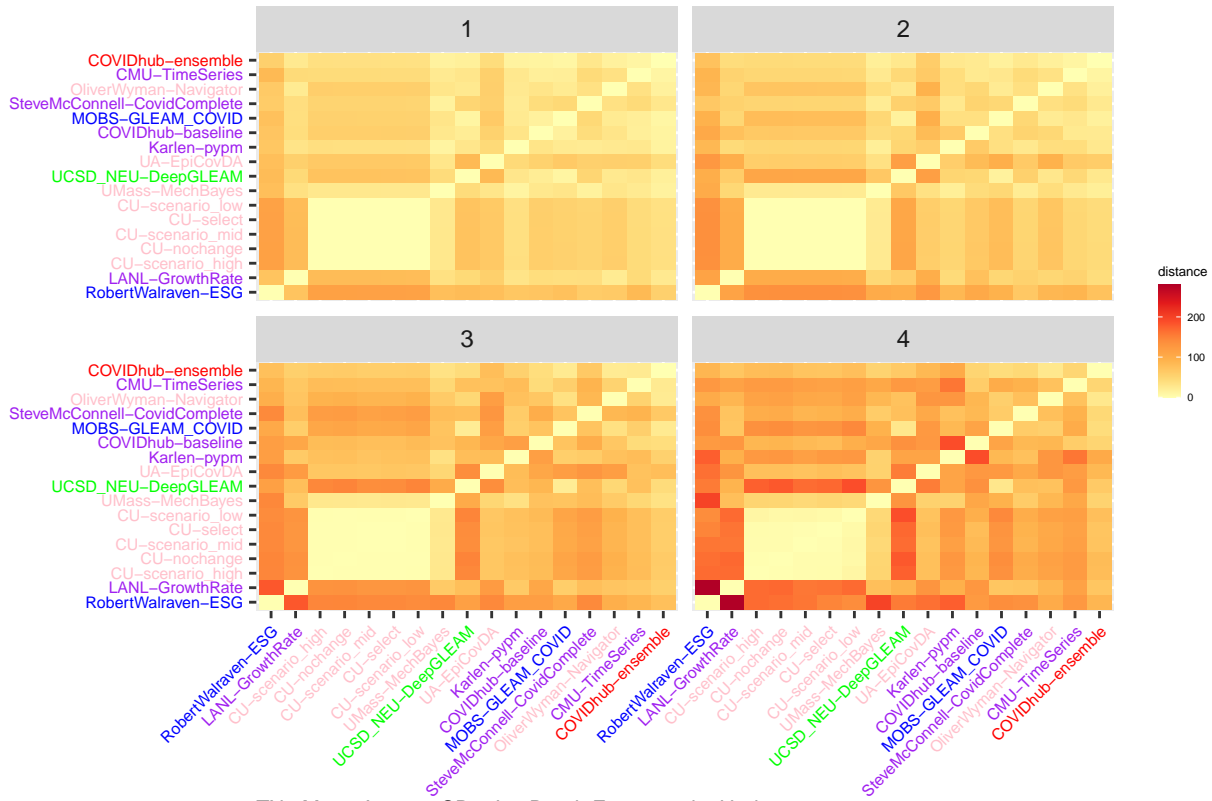 1
2
COVIDhub-ensemble
CMU-TimeSeries
OliverWyman-Navigator
SteveMcConnell-CovidComplete
MOBS-GLEAM_COVID
COVIDhub-baseline
Karlen-pypm
UA-EpiCovDA
UCSD_NEU-DeepGLEAM
UMass-MechBayes
CU-scenario_low
CU-select
CU-scenario_mid
CU-nochange
CU-scenario_high
LANL-GrowthRate
RobertWalraven-ESG
distance
200
100
0
3
4
COVIDhub-ensemble
CMU-TimeSeries
OliverWyman-Navigator
SteveMcConnell-CovidComplete
MOBS-GLEAM_COVID
COVIDhub-baseline
Karlen-pypm
UA-EpiCovDA
UCSD_NEU-DeepGLEAM
UMass-MechBayes
CU-scenario_low
CU-select
CU-scenario_mid
CU-nochange
CU-scenario_high
LANL-GrowthRate
RobertWalraven-ESG
RobertWalraven-ESG
LANL-GrowthRate
CU-scenario_high
CU-nochange
CU-scenario_mid
CU-select
CU-scenario_low
UMass-MechBayes
UCSD_NEU-DeepGLEAM
UA-EpiCovDA
Karlen-pypm
COVIDhub-baseline
MOBS-GLEAM_COVID
SteveMcConnell-CovidComplete
OliverWyman-Navigator
CMU-TimeSeries
COVIDhub-ensemble
RobertWalraven-ESG
LANL-GrowthRate
CU-scenario_high
CU-nochange
CU-scenario_mid
CU-select
CU-scenario_low
UMass-MechBayes
UCSD_NEU-DeepGLEAM
UA-EpiCovDA
Karlen-pypm
COVIDhub-baseline
MOBS-GLEAM_COVID
SteveMcConnell-CovidComplete
OliverWyman-Navigator
CMU-TimeSeries
COVIDhub-ensemble